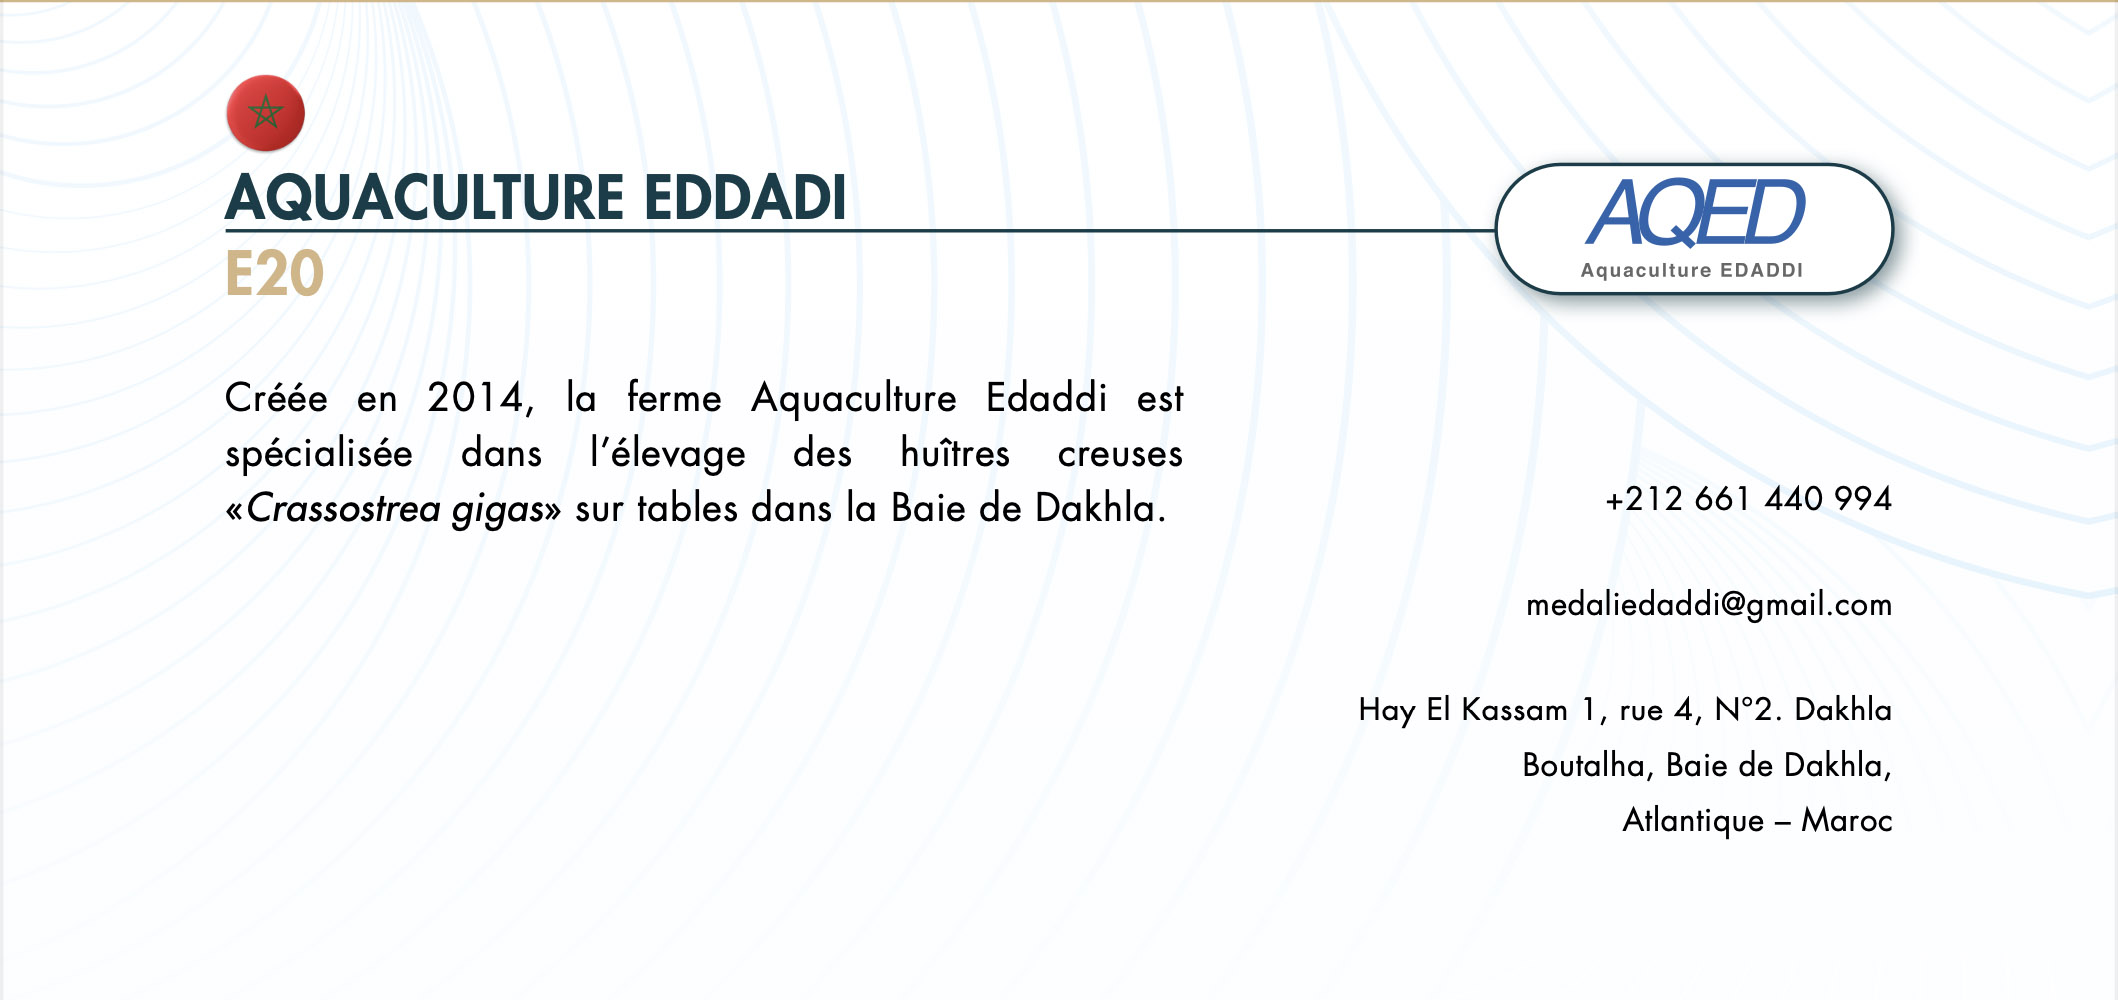 AQUACULTURE EDDADI
E20
AQED
Aquaculture EDADDI
Créée en 2014, la ferme Aquaculture Edaddi est
spécialisée dans l’élevage des huîtres creuses
«Crassostrea gigas» sur tables dans la Baie de Dakhla.
+212 661 440 994
medaliedaddi@gmail.com
Hay El Kassam 1, rue 4, N°2. Dakhla
Boutalha, Baie de Dakhla,
Atlantique – Maroc